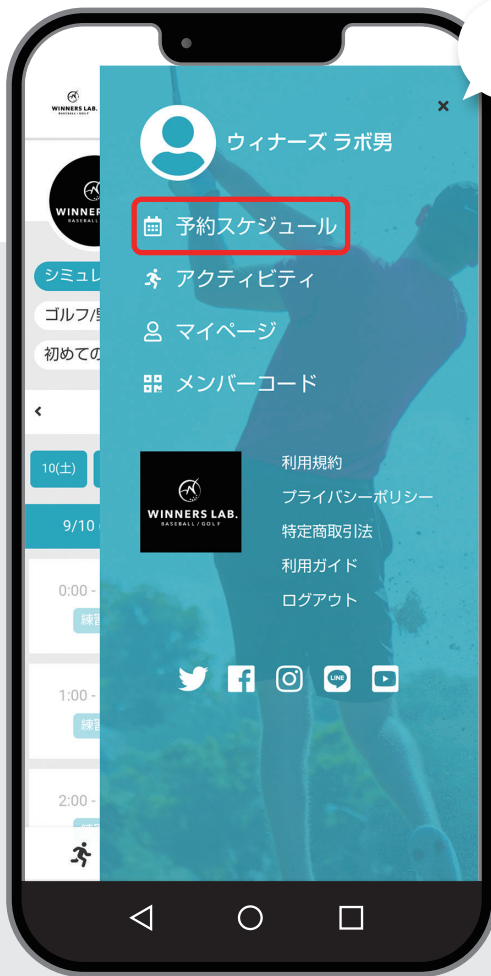 WINNERS LAB.
BASEBALL / GOLF
×
ウィナーズ ラボ男
WINNER
BASEBALL
予約スケジュール
シミュレ
アクティビティ
ゴルフ/
マイページ
初めての
メンバーコード
10(土)
利用規約
プライバシーポリシー
WINNERS LAB.
BASEBALL / GOLF
特定商取引法
9/10
利用ガイド
0:00 -
ログアウト
練習
LINE
1:00 -
練習
2:00 -